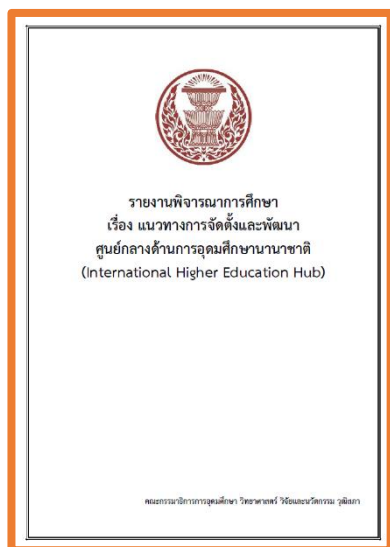 รายงานพิจารณาการศึกษา
เรื่อง แนวทางการจัดตั้งและพัฒนา
ศูนย์กลางด้านการอุดมศึกษานานาชาติ
(International Higher Education Hub)
คณะกรรมาธิการการอุดมศึกษา วิทยาศาสตร์ วิจัยและนวัตกรรม วุฒิสภา